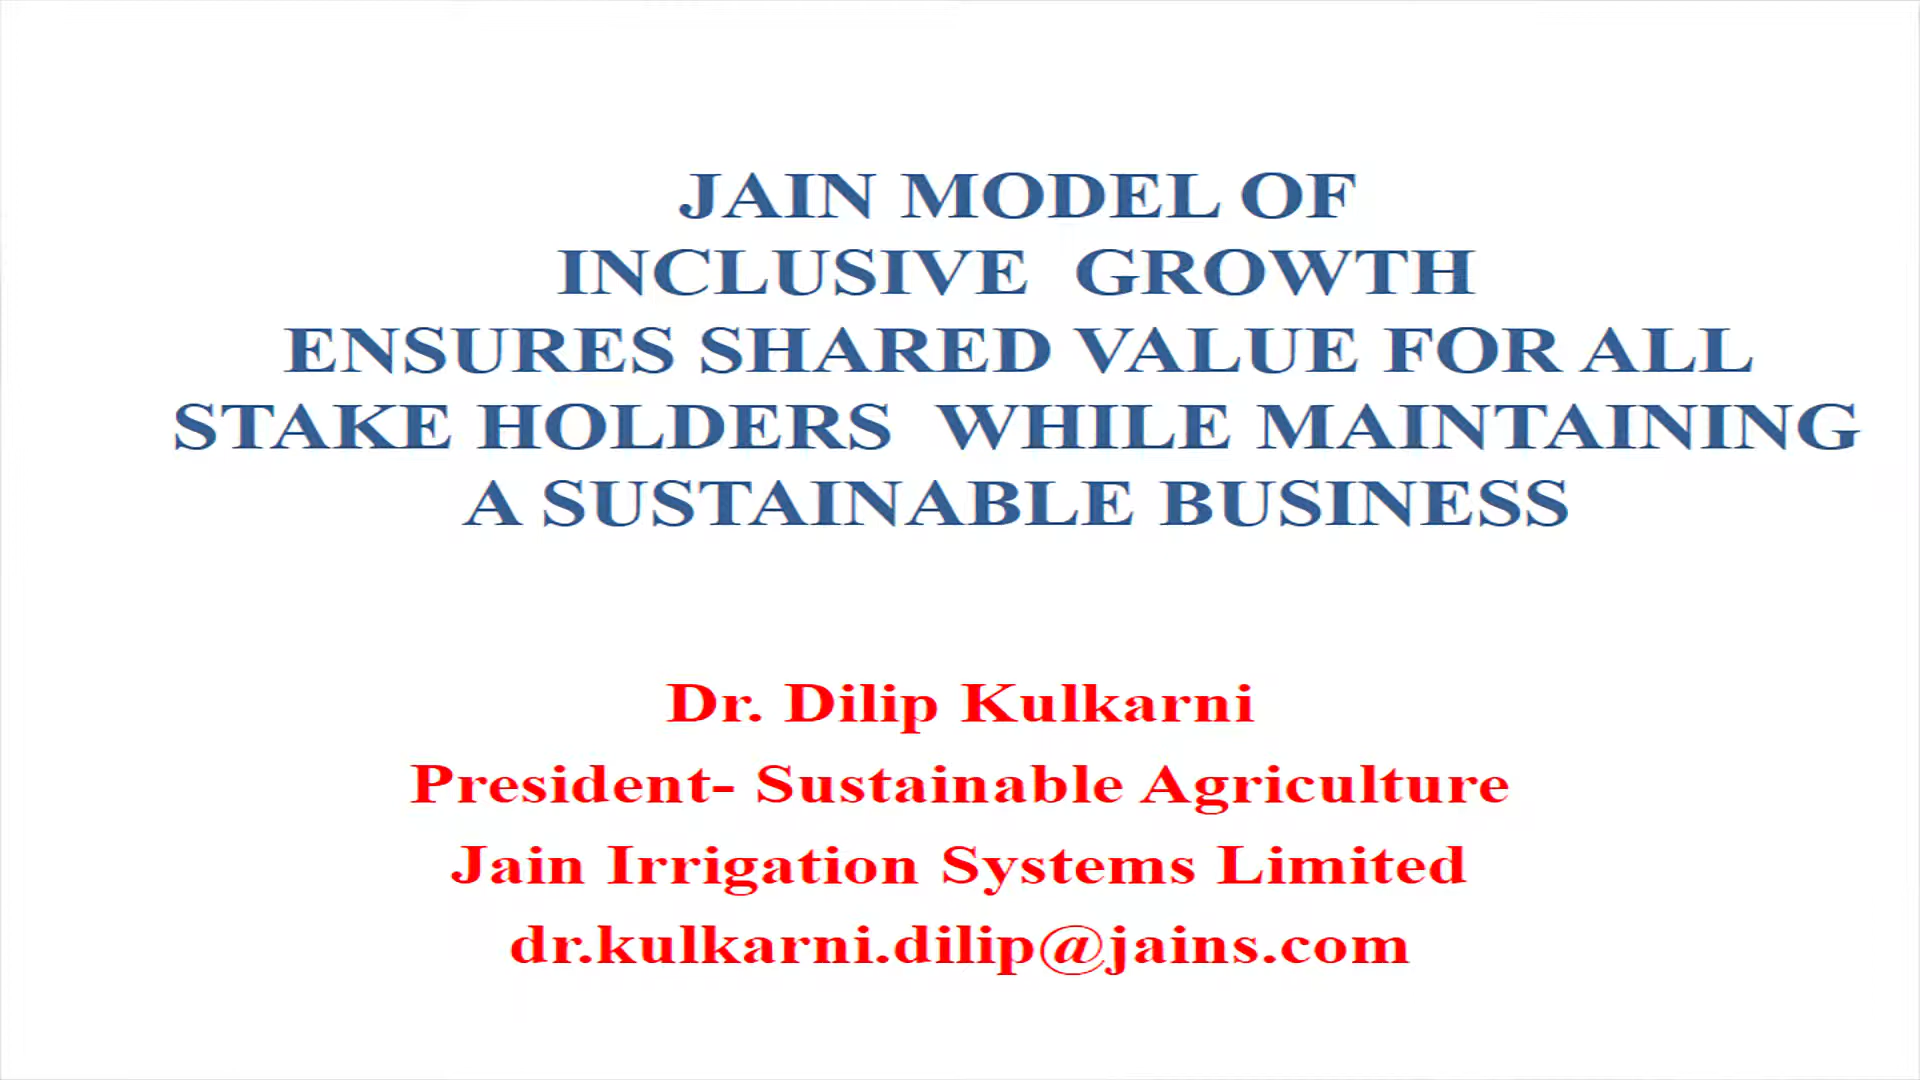 JAIN MODEL OF
INCLUSIVE GROWTH
ENSURES SHARED VALUE FOR ALL
STAKE HOLDERS WHILE MAINTAINING
A SUSTAINABLE BUSINESS
Dr. Dilip Kulkarni
President- Sustainable Agriculture
Jain Irrigation Systems Limited
dr.kulkarni.dilip@jains.com